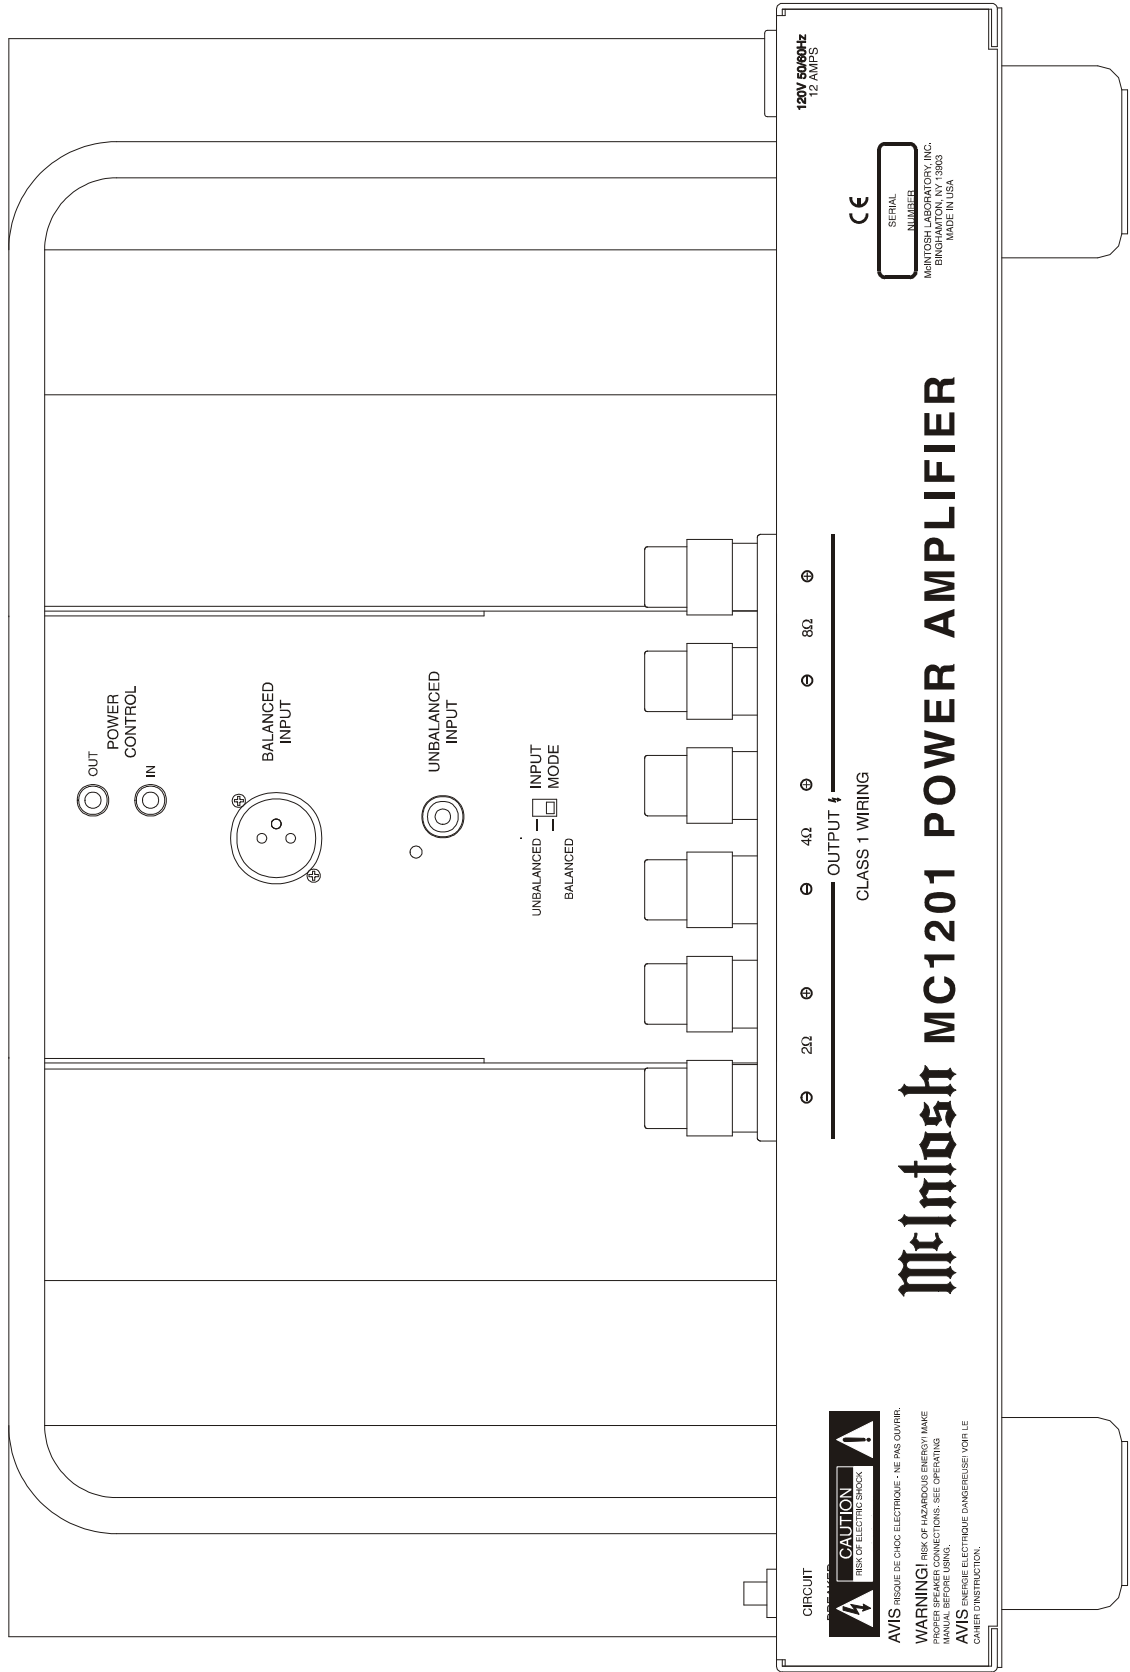 OUT
POWER
CONTROL
IN
BALANCED
INPUT
UNBALANCED
INPUT
UNBALANCED
INPUT
MODE
BALANCED
2Ω
4Ω
8Ω
OUTPUT
CLASS 1 WIRING
CIRCUIT
CAUTION
RISK OF ELECTRIC SHOCK
AVIS RISQUE DE CHOC ELECTRIQUE - NE PAS OUVRIR.
WARNING! RISK OF HAZARDOUS ENERGY! MAKE
PROPER SPEAKER CONNECTIONS. SEE OPERATING
MANUAL BEFORE USING.
AVIS ENERGIE ELECTRIQUE DANGEREUSE! VOIR LE
CAHIER D'INSTRUCTION.
McIntosh MC1201 POWER AMPLIFIER
120V 50/60Hz
12 AMPS
CE
SERIAL
NUMBER
McINTOSH LABORATORY, INC.
BINGHAMTON, NY 13903
MADE IN USA